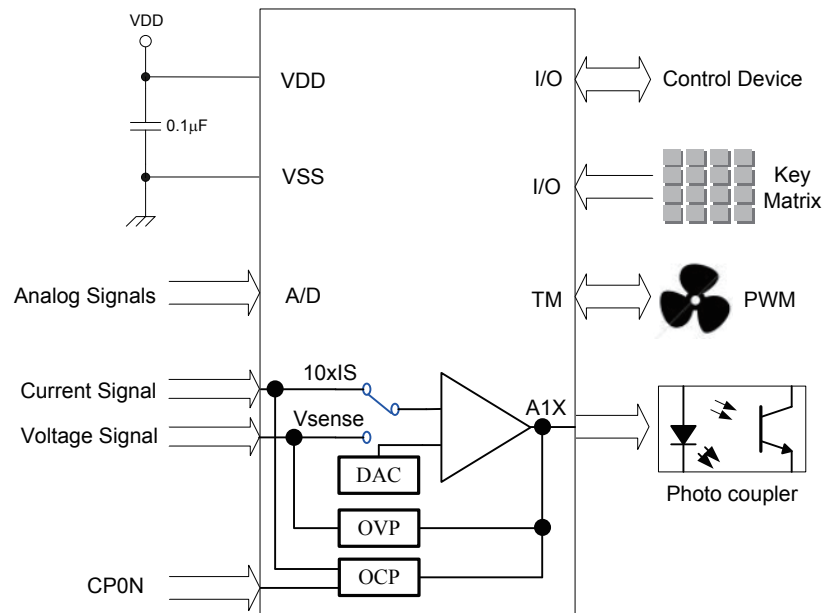 VDD
VDD
I/O
Control Device
0.1μF
VSS
I/O
Key
Matrix
Analog Signals
A/D
TM
PWM
10xIS
Current Signal
A1X
Vsense
Voltage Signal
DAC
Photo coupler
OVP
OCP
CP0N